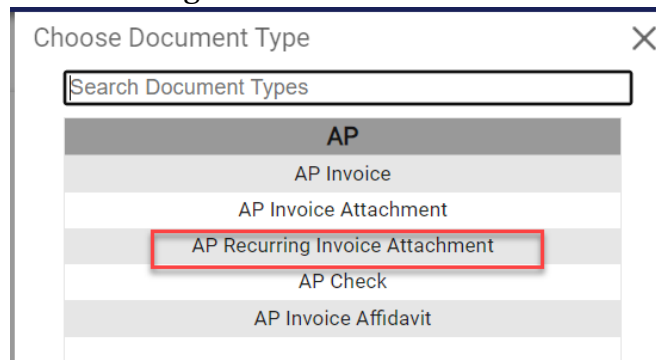 Choose Document Type
Search Document Types
AP
AP Invoice
AP Invoice Attachment
AP Recurring Invoice Attachment
AP Check
AP Invoice Affidavit